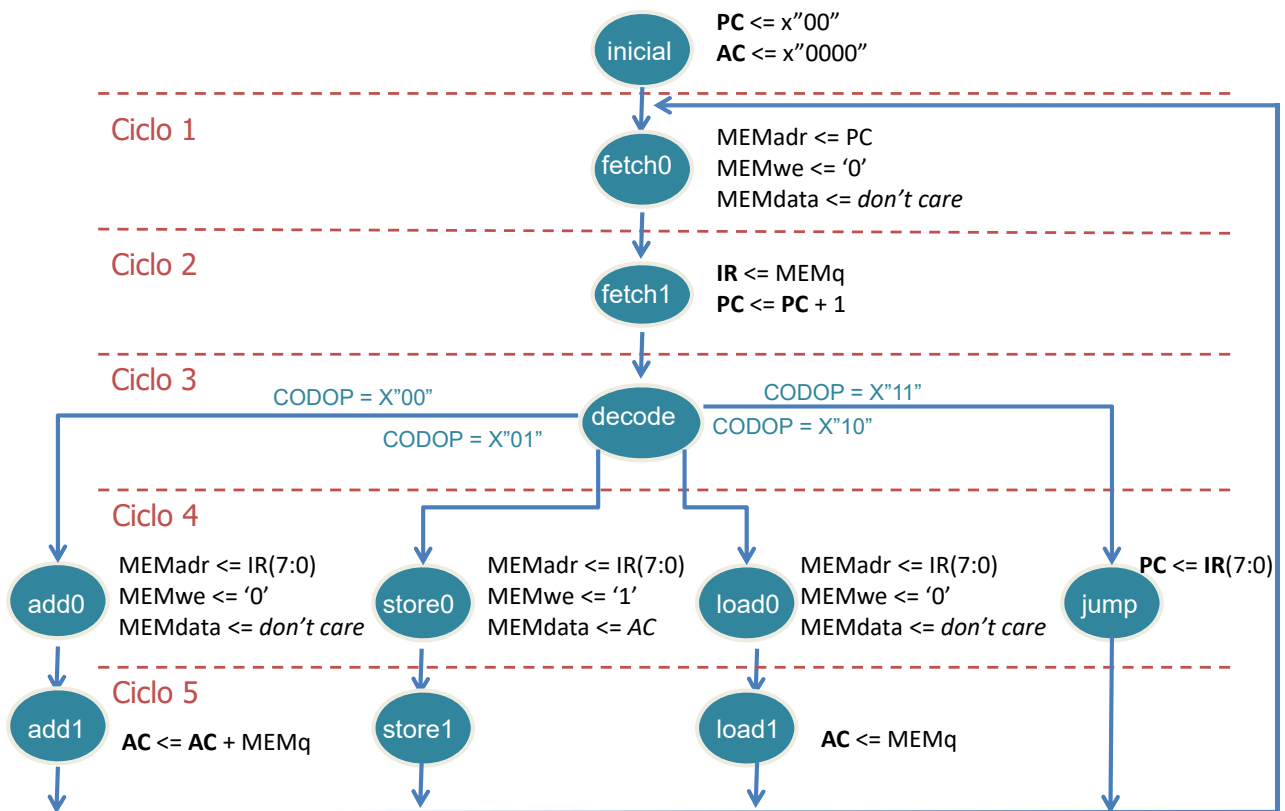 inicial
PC <= x”00”
AC <= x”0000”
Ciclo 1
fetch0
MEMadr <= PC
MEMwe <= ‘0’
MEMdata <= don’t care
Ciclo 2
fetch1
IR <= MEMq
PC <= PC + 1
Ciclo 3
CODOP = X”00”
CODOP = X”01”
decode
CODOP = X”11”
CODOP = X”10”
Ciclo 4
add0
MEMadr <= IR(7:0)
MEMwe <= ‘0’
MEMdata <= don’t care
store0
MEMadr <= IR(7:0)
MEMwe <= ‘1’
MEMdata <= AC
load0
MEMadr <= IR(7:0)
MEMwe <= ‘0’
MEMdata <= don’t care
PC <= IR(7:0)
jump
Ciclo 5
add1
AC <= AC + MEMq
store1
load1
AC <= MEMq